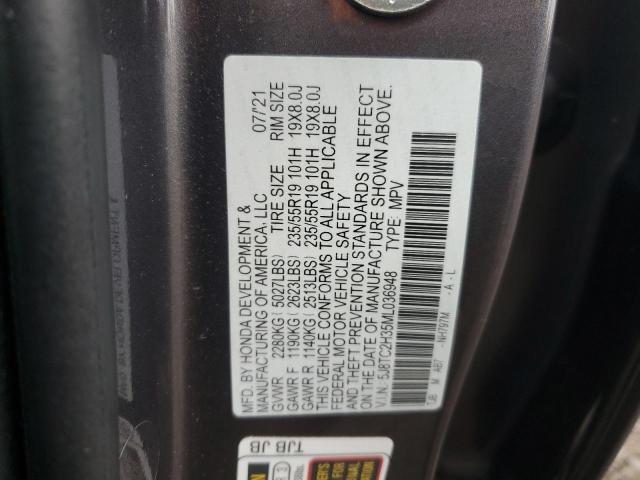 MFD. BY HONDA DEVELOPMENT & 07/'21
MANUFACTURING OF AMERICA, LLC
GVWR 2280KG (5027LBS) TIRE SIZE RIM SIZE
GAWR F 1190KG (2623LBS) 235/55R19 101H 19X8.0J
GAWR R 1140KG (2513LBS) 235/55R19 101H 19X8.0J
THIS VEHICLE CONFORMS TO ALL APPLICABLE
FEDERAL MOTOR VEHICLE SAFETY
AND THEFT PREVENTION STANDARDS IN EFFECT
ON THE DATE OF MANUFACTURE SHOWN ABOVE.
V.I.N: 5J8TC2H35ML036948 TYPE: MPV
TJB M AB7 -NH797M -A-L
TJB JB